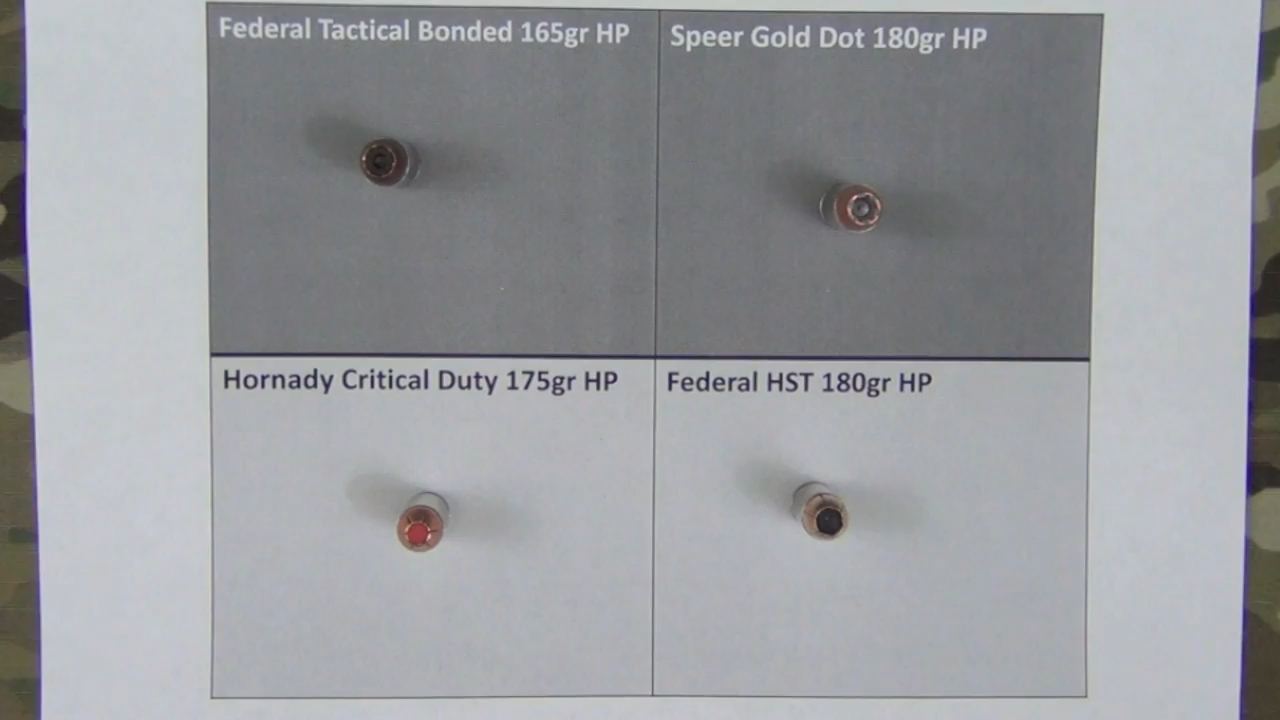 Federal Tactical Bonded 165gr HP
Speer Gold Dot 180gr HP
Hornady Critical Duty 175gr HP
Federal HST 180gr HP